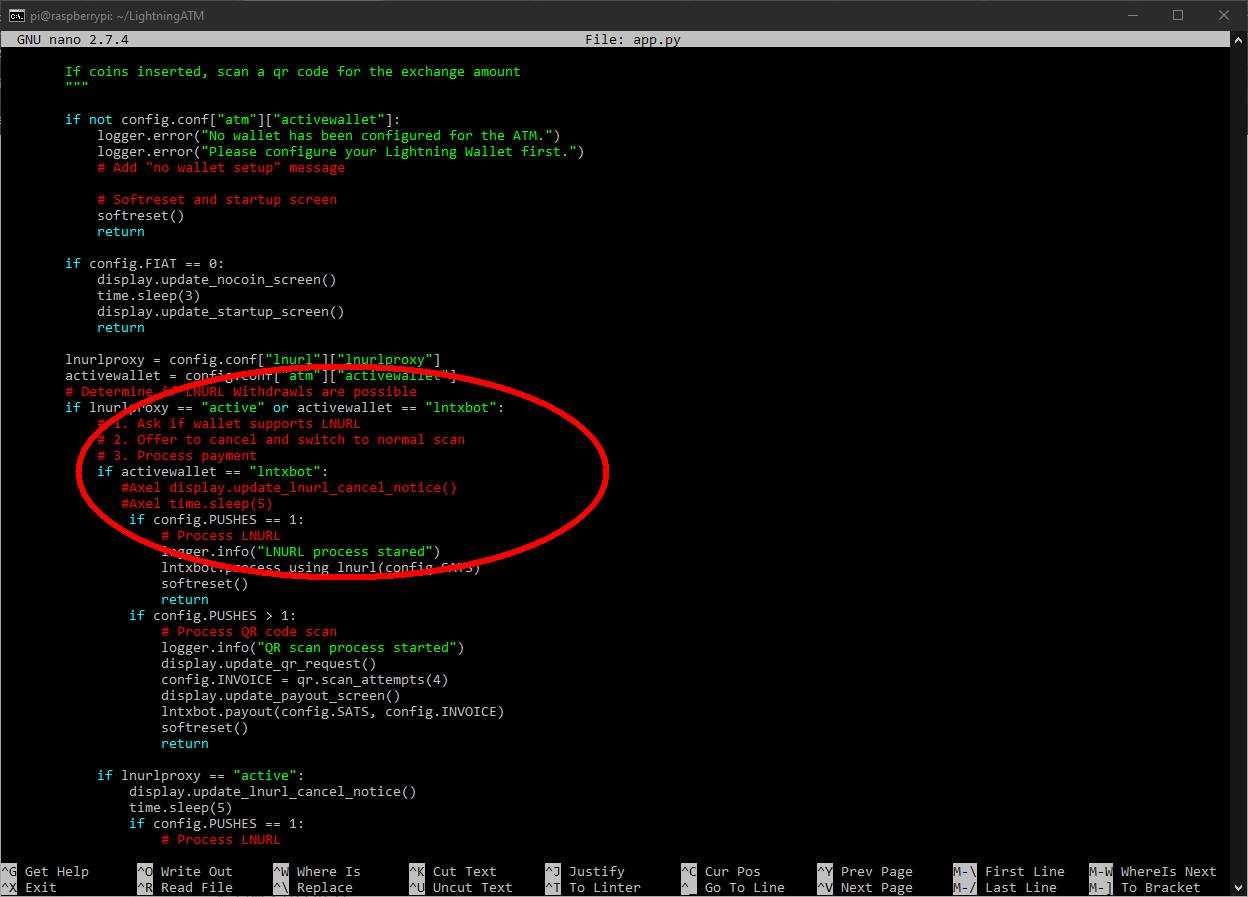 pi@raspberrypi: ~/LightningATM
GNU nano 2.7.4 File: app.py
If coins inserted, scan a qr code for the exchange amount
"""
if not config.conf["atm"]["activewallet"]:
logger.error("No wallet has been configured for the ATM.")
logger.error("Please configure your Lightning Wallet first.")
# Add "no wallet setup" message
# Softreset and startup screen
softreset()
return
if config.FIAT == 0:
display.update_nocoin_screen()
time.sleep(3)
display.update_startup_screen()
return
lnurlproxy = config.conf["lnurl"]["lnurlproxy"]
activewallet = config.conf["atm"]["activewallet"]
# Determine if LNURL Withdrawls are possible
if lnurlproxy == "active" or activewallet == "lntxbot":
# 1. Ask if wallet supports LNURL
# 2. Offer to cancel and switch to normal scan
# 3. Process payment
if activewallet == "lntxbot":
#Axel display.update_lnurl_cancel_notice()
#Axel time.sleep(5)
if config.PUSHES == 1:
# Process LNURL
logger.info("LNURL process stared")
lntxbot.process_using_lnurl(config.SATS)
softreset()
return
if config.PUSHES > 1:
# Process QR code scan
logger.info("QR scan process started")
display.update_qr_request()
config.INVOICE = qr.scan_attempts(4)
display.update_payout_screen()
lntxbot.payout(config.SATS, config.INVOICE)
softreset()
return
if lnurlproxy == "active":
display.update_lnurl_cancel_notice()
time.sleep(5)
if config.PUSHES == 1:
# Process LNURL
^G Get Help ^O Write Out ^W Where Is ^K Cut Text ^J Justify ^C Cur Pos ^Y Prev Page M-\ First Line M-W WhereIs Next
^X Exit ^R Read File ^\ Replace ^U Uncut Text ^T To Linter ^_ Go To Line ^V Next Page M-/ Last Line M-] To Bracket